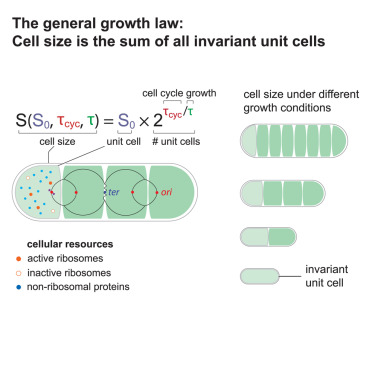 The general growth law:
Cell size is the sum of all invariant unit cells
cell cycle growth
S(S₀, τcyc, τ) = S₀ × 2^τcyc/τ
cell size
unit cell
# unit cells
ter
ori
cellular resources
active ribosomes
inactive ribosomes
non-ribosomal proteins
cell size under different
growth conditions
invariant
unit cell